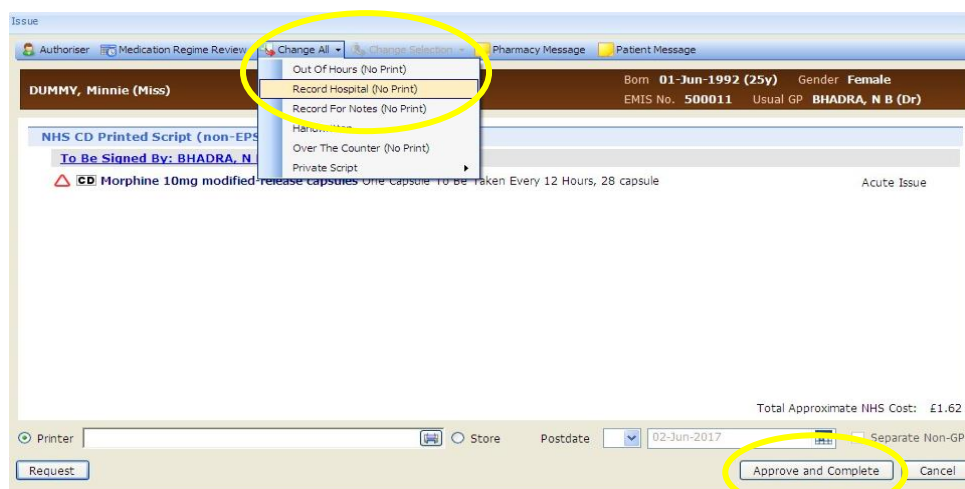 Issue
Authoriser Medication Regime Review Change All Change Selection Pharmacy Message Patient Message
Out Of Hours (No Print)
Record Hospital (No Print)
Record For Notes (No Print)
Over The Counter (No Print)
Private Script
DUMMY, Minnie (Miss)
Born 01-Jun-1992 (25y) Gender Female
EMIS No. 500011 Usual GP BHADRA, N B (Dr)
NHS CD Printed Script (non-EPS
To Be Signed By: BHADRA, N
CD Morphine 10mg modified-release capsules One Capsule To Be Taken Every 12 Hours, 28 capsule Acute Issue
Total Approximate NHS Cost: £1.62
Printer Store Postdate 02-Jun-2017 Separate Non-GP
Request Approve and Complete Cancel